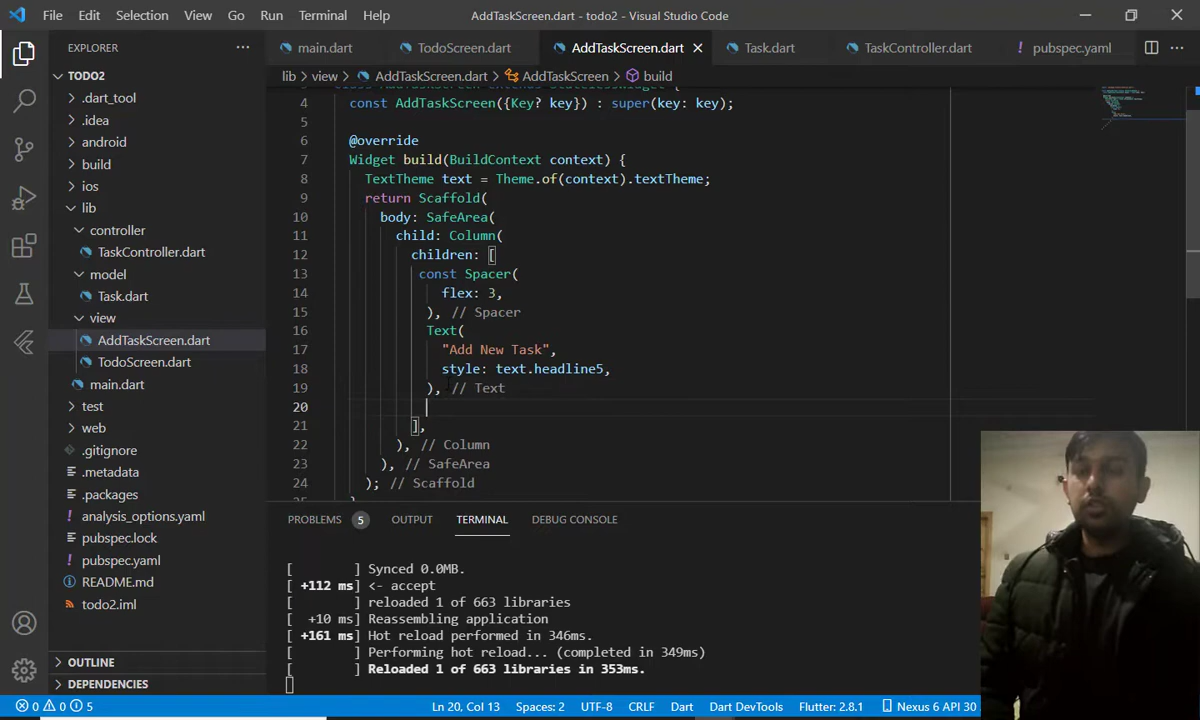 File Edit Selection View Go Run Terminal Help AddTaskScreen.dart - todo2 - Visual Studio Code
EXPLORER ...
main.dart TodoScreen.dart AddTaskScreen.dart Task.dart TaskController.dart ! pubspec.yaml
lib > view > AddTaskScreen.dart > AddTaskScreen > build
TODO2
.dart_tool
.idea
android
build
ios
lib
controller
TaskController.dart
model
Task.dart
view
AddTaskScreen.dart
TodoScreen.dart
main.dart
test
web
.gitignore
.metadata
.packages
! analysis_options.yaml
pubspec.lock
! pubspec.yaml
README.md
todo2.iml
OUTLINE
DEPENDENCIES
4 const AddTaskScreen({Key? key}) : super(key: key);
5
6 @override
7 Widget build(BuildContext context) {
8 TextTheme text = Theme.of(context).textTheme;
9 return Scaffold(
10 body: SafeArea(
11 child: Column(
12 children: [
13 const Spacer(
14 flex: 3,
15 ), // Spacer
16 Text(
17 "Add New Task",
18 style: text.headline5,
19 ), // Text
20
21 ],
22 ), // Column
23 ), // SafeArea
24 ); // Scaffold
PROBLEMS 5 OUTPUT TERMINAL DEBUG CONSOLE
[ ] Synced 0.0MB.
[ +112 ms] <- accept
[ ] reloaded 1 of 663 libraries
[ +10 ms] Reassembling application
[ +161 ms] Hot reload performed in 346ms.
[ ] Performing hot reload... (completed in 349ms)
[ ] Reloaded 1 of 663 libraries in 353ms.
0 0 5 Ln 20, Col 13 Spaces: 2 UTF-8 CRLF Dart Dart DevTools Flutter: 2.8.1 Nexus 6 API 30